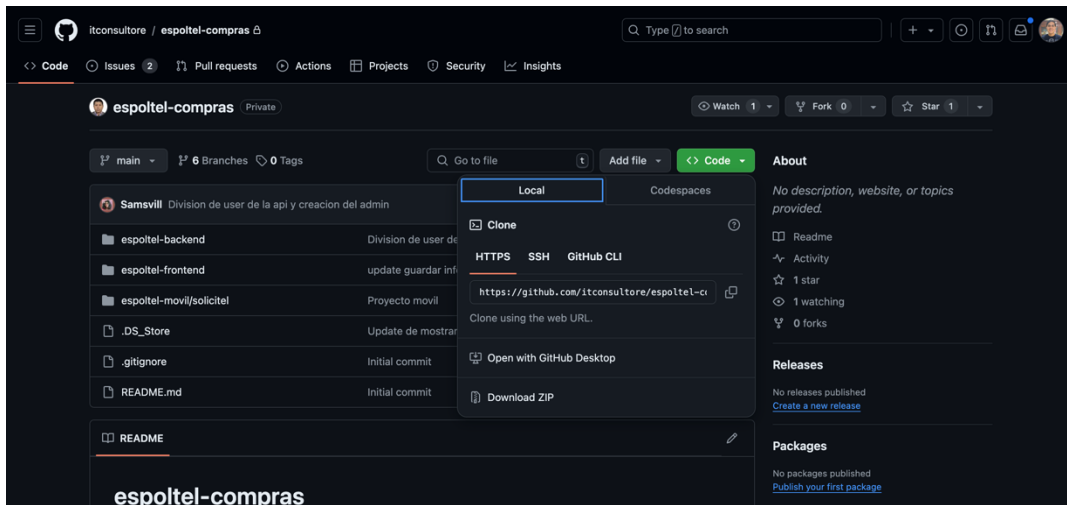 itconsultore / espoltel-compras
Type / to search
Code
Issues 2
Pull requests
Actions
Projects
Security
Insights
espoltel-compras Private
Watch 1
Fork 0
Star 1
main
6 Branches
0 Tags
Go to file t
Add file
Code
Local
Codespaces
Clone
HTTPS
SSH
GitHub CLI
https://github.com/itconsultore/espoltel-co
Clone using the web URL.
Open with GitHub Desktop
Download ZIP
Samsvill Division de user de la api y creacion del admin
espoltel-backend Division de user de
espoltel-frontend update guardar inf
espoltel-movil/solicitel Proyecto movil
.DS_Store Update de mostrar
.gitignore Initial commit
README.md Initial commit
README
espoltel-compras
About
No description, website, or topics
provided.
Readme
Activity
1 star
1 watching
0 forks
Releases
No releases published
Create a new release
Packages
No packages published
Publish your first package